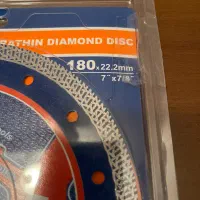 RATHIN DIAMOND DISC
180x22.2mm
7"x7/8"